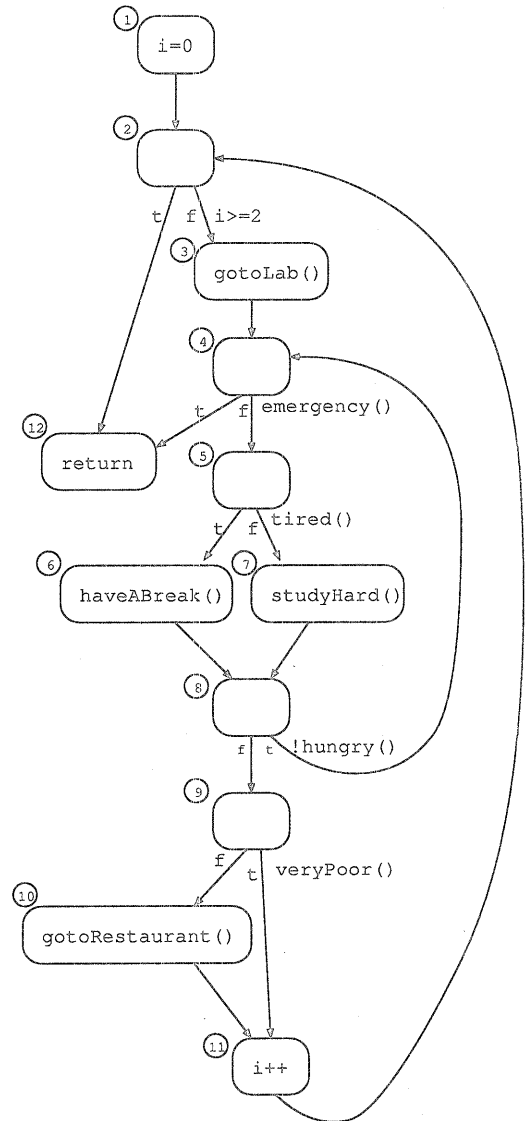 1
i=0
2
t f i>=2
3
gotoLab()
4
t f emergency()
12
return
5
t f tired()
6
haveABreak()
7
studyHard()
8
f t !hungry()
9
f t veryPoor()
10
gotoRestaurant()
11
i++